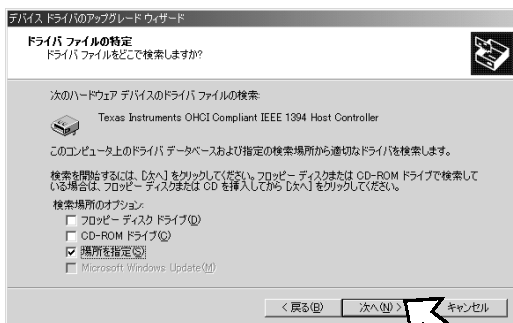 デバイス ドライバのアップグレード ウィザード
ドライバ ファイルの特定
ドライバ ファイルをどこで検索しますか?
次のハードウェア デバイスのドライバ ファイルの検索:
Texas Instruments OHCI Compliant IEEE 1394 Host Controller
このコンピュータ上のドライバ データベースおよび指定の検索場所から適切なドライバを検索します。
検索を開始するには、[次へ] をクリックしてください。フロッピー ディスクまたは CD-ROM ドライブで検索して
いる場合は、フロッピー ディスクまたは CD を挿入してから [次へ] をクリックしてください。
検索場所のオプション:
フロッピー ディスク ドライブ(D)
CD-ROM ドライブ(C)
場所を指定(S)
Microsoft Windows Update(M)
< 戻る(B)
次へ(N) >
キャンセル